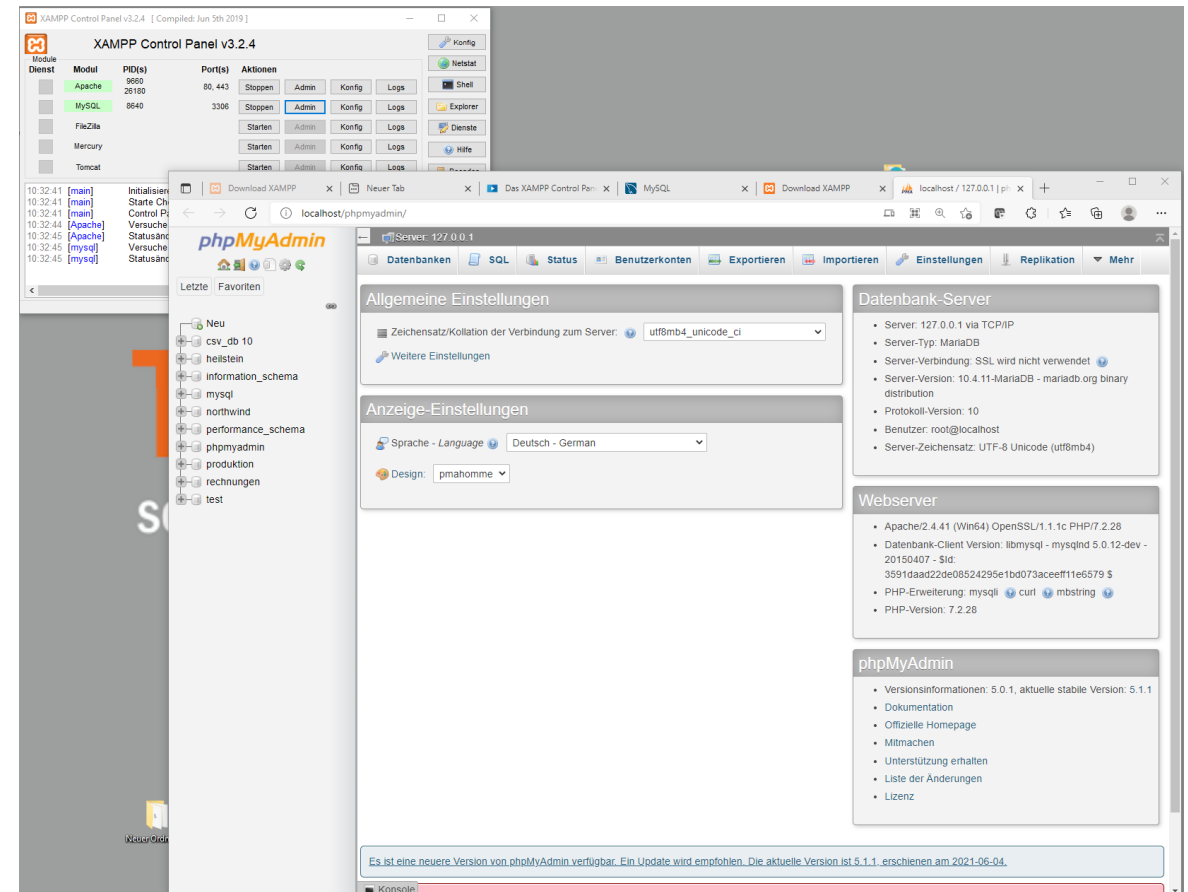 XAMPP Control Panel v3.2.4 [ Compiled: Jun 5th 2019 ]
XAMPP Control Panel v3.2.4
Konfig
Module
Dienst Modul PID(s) Port(s) Aktionen
Netstat
Apache 9660 26180 80, 443 Stoppen Admin Konfig Logs
Shell
MySQL 8640 3306 Stoppen Admin Konfig Logs
Explorer
FileZilla Starten Admin Konfig Logs
Dienste
Mercury Starten Admin Konfig Logs
Hilfe
Tomcat Starten Admin Konfig Logs
10:32:41 [main] Initialisier
10:32:41 [main] Starte Ch
10:32:41 [main] Control P
10:32:44 [Apache] Versuche
10:32:45 [Apache] Statusänd
10:32:45 [mysql] Versuche
10:32:45 [mysql] Statusänd
Download XAMPP Neuer Tab Das XAMPP Control Pan MySQL Download XAMPP localhost / 127.0.0.1 | ph
localhost/phpmyadmin/
phpMyAdmin
Letzte Favoriten
Neu
csv_db 10
heilstein
information_schema
mysql
northwind
performance_schema
phpmyadmin
produktion
rechnungen
test
Server: 127.0.0.1
Datenbanken SQL Status Benutzerkonten Exportieren Importieren Einstellungen Replikation Mehr
Allgemeine Einstellungen
Zeichensatz/Kollation der Verbindung zum Server: utf8mb4_unicode_ci
Weitere Einstellungen
Anzeige-Einstellungen
Sprache - Language Deutsch - German
Design: pmahomme
Datenbank-Server
Server: 127.0.0.1 via TCP/IP
Server-Typ: MariaDB
Server-Verbindung: SSL wird nicht verwendet
Server-Version: 10.4.11-MariaDB - mariadb.org binary
distribution
Protokoll-Version: 10
Benutzer: root@localhost
Server-Zeichensatz: UTF-8 Unicode (utf8mb4)
Webserver
Apache/2.4.41 (Win64) OpenSSL/1.1.1c PHP/7.2.28
Datenbank-Client Version: libmysql - mysqlnd 5.0.12-dev -
20150407 - $Id:
3591daad22de08524295e1bd073aceeff11e6579 $
PHP-Erweiterung: mysqli curl mbstring
PHP-Version: 7.2.28
phpMyAdmin
Versionsinformationen: 5.0.1, aktuelle stabile Version: 5.1.1
Dokumentation
Offizielle Homepage
Mitmachen
Unterstützung erhalten
Liste der Änderungen
Lizenz
Es ist eine neuere Version von phpMyAdmin verfügbar. Ein Update wird empfohlen. Die aktuelle Version ist 5.1.1, erschienen am 2021-06-04.
Konsole
Neuer Ordn